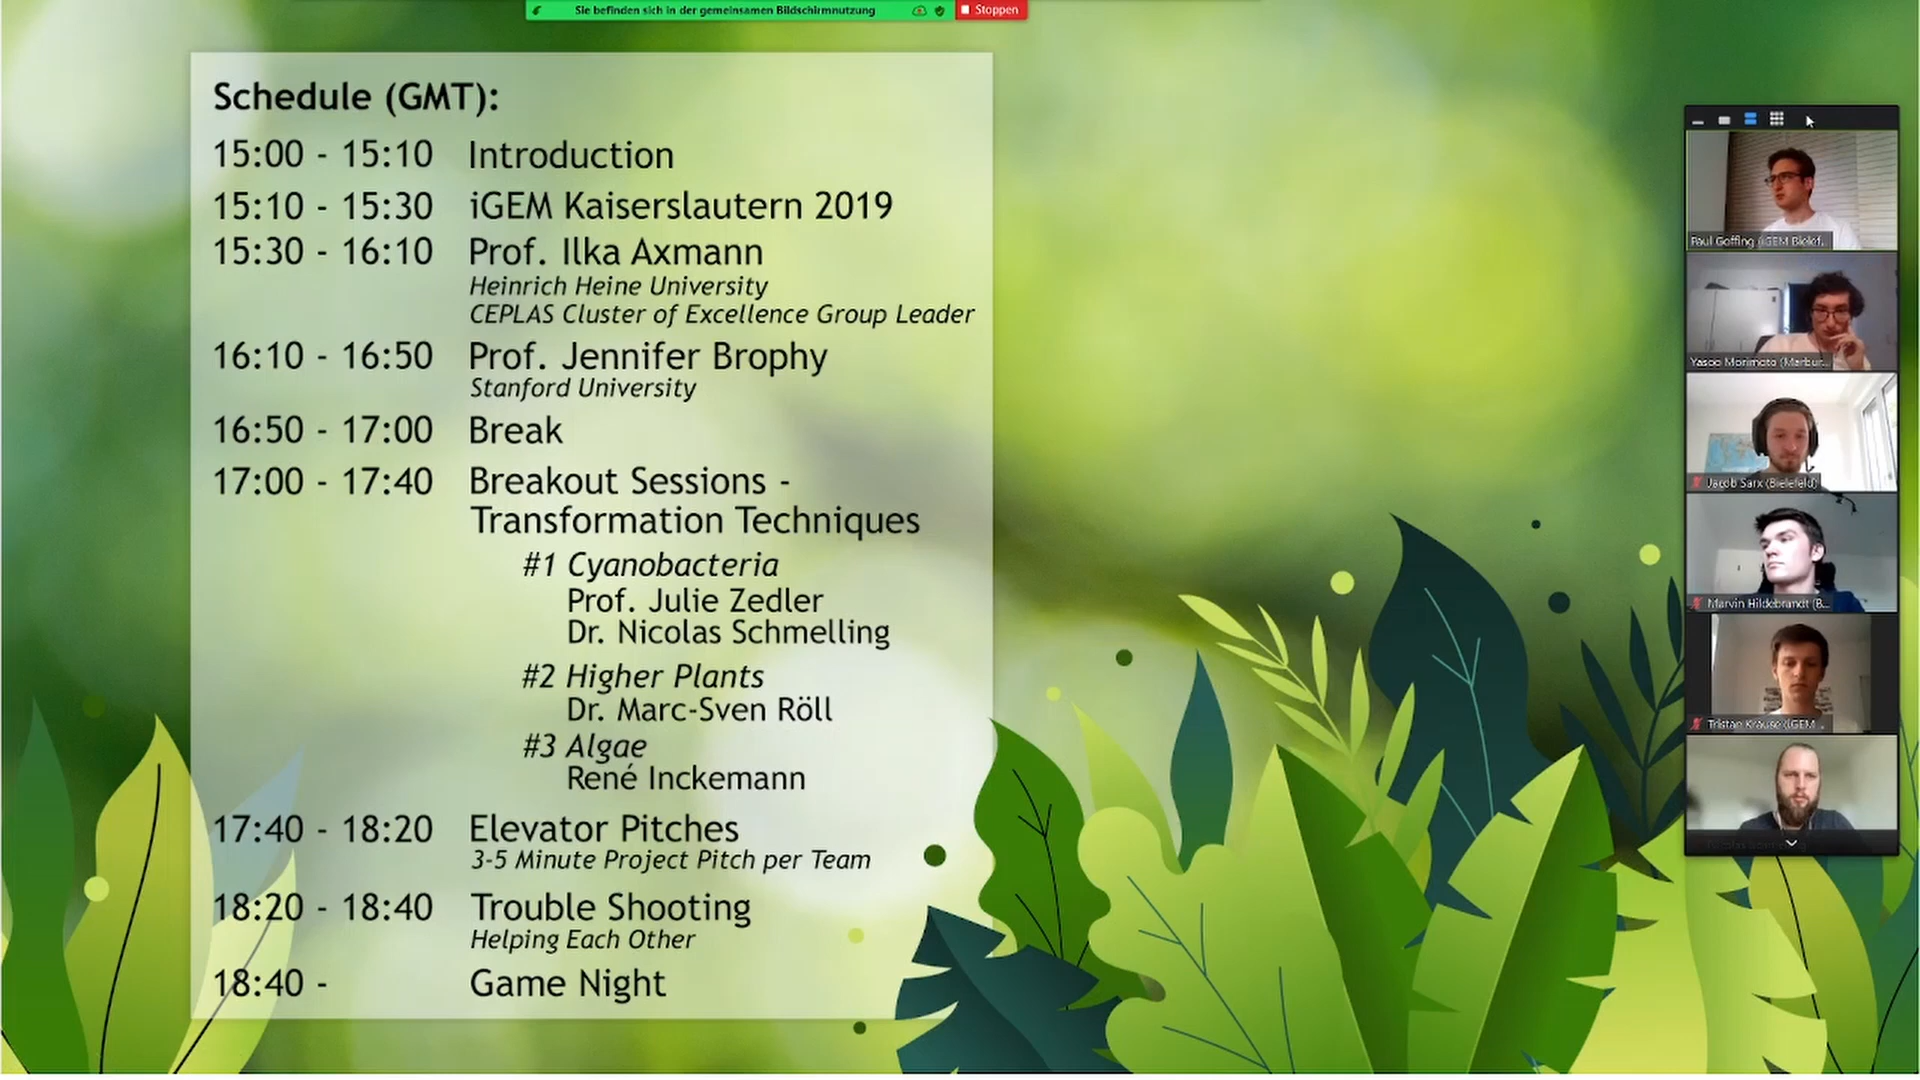 Sie befinden sich in der gemeinsamen Bildschirmnutzung
Stoppen
Schedule (GMT):
15:00 - 15:10 Introduction
15:10 - 15:30 iGEM Kaiserslautern 2019
15:30 - 16:10 Prof. Ilka Axmann
Heinrich Heine University
CEPLAS Cluster of Excellence Group Leader
16:10 - 16:50 Prof. Jennifer Brophy
Stanford University
16:50 - 17:00 Break
17:00 - 17:40 Breakout Sessions -
Transformation Techniques
#1 Cyanobacteria
Prof. Julie Zedler
Dr. Nicolas Schmelling
#2 Higher Plants
Dr. Marc-Sven Röll
#3 Algae
René Inckemann
17:40 - 18:20 Elevator Pitches
3-5 Minute Project Pitch per Team
18:20 - 18:40 Trouble Shooting
Helping Each Other
18:40 - Game Night
Paul Goffing (iGEM Bielef...
Yasoo Morimoto (Marbur...
Jacob Sarx (Bielefeld)
Marvin Hildebrandt (B...
Tristan Krause (iGEM ...